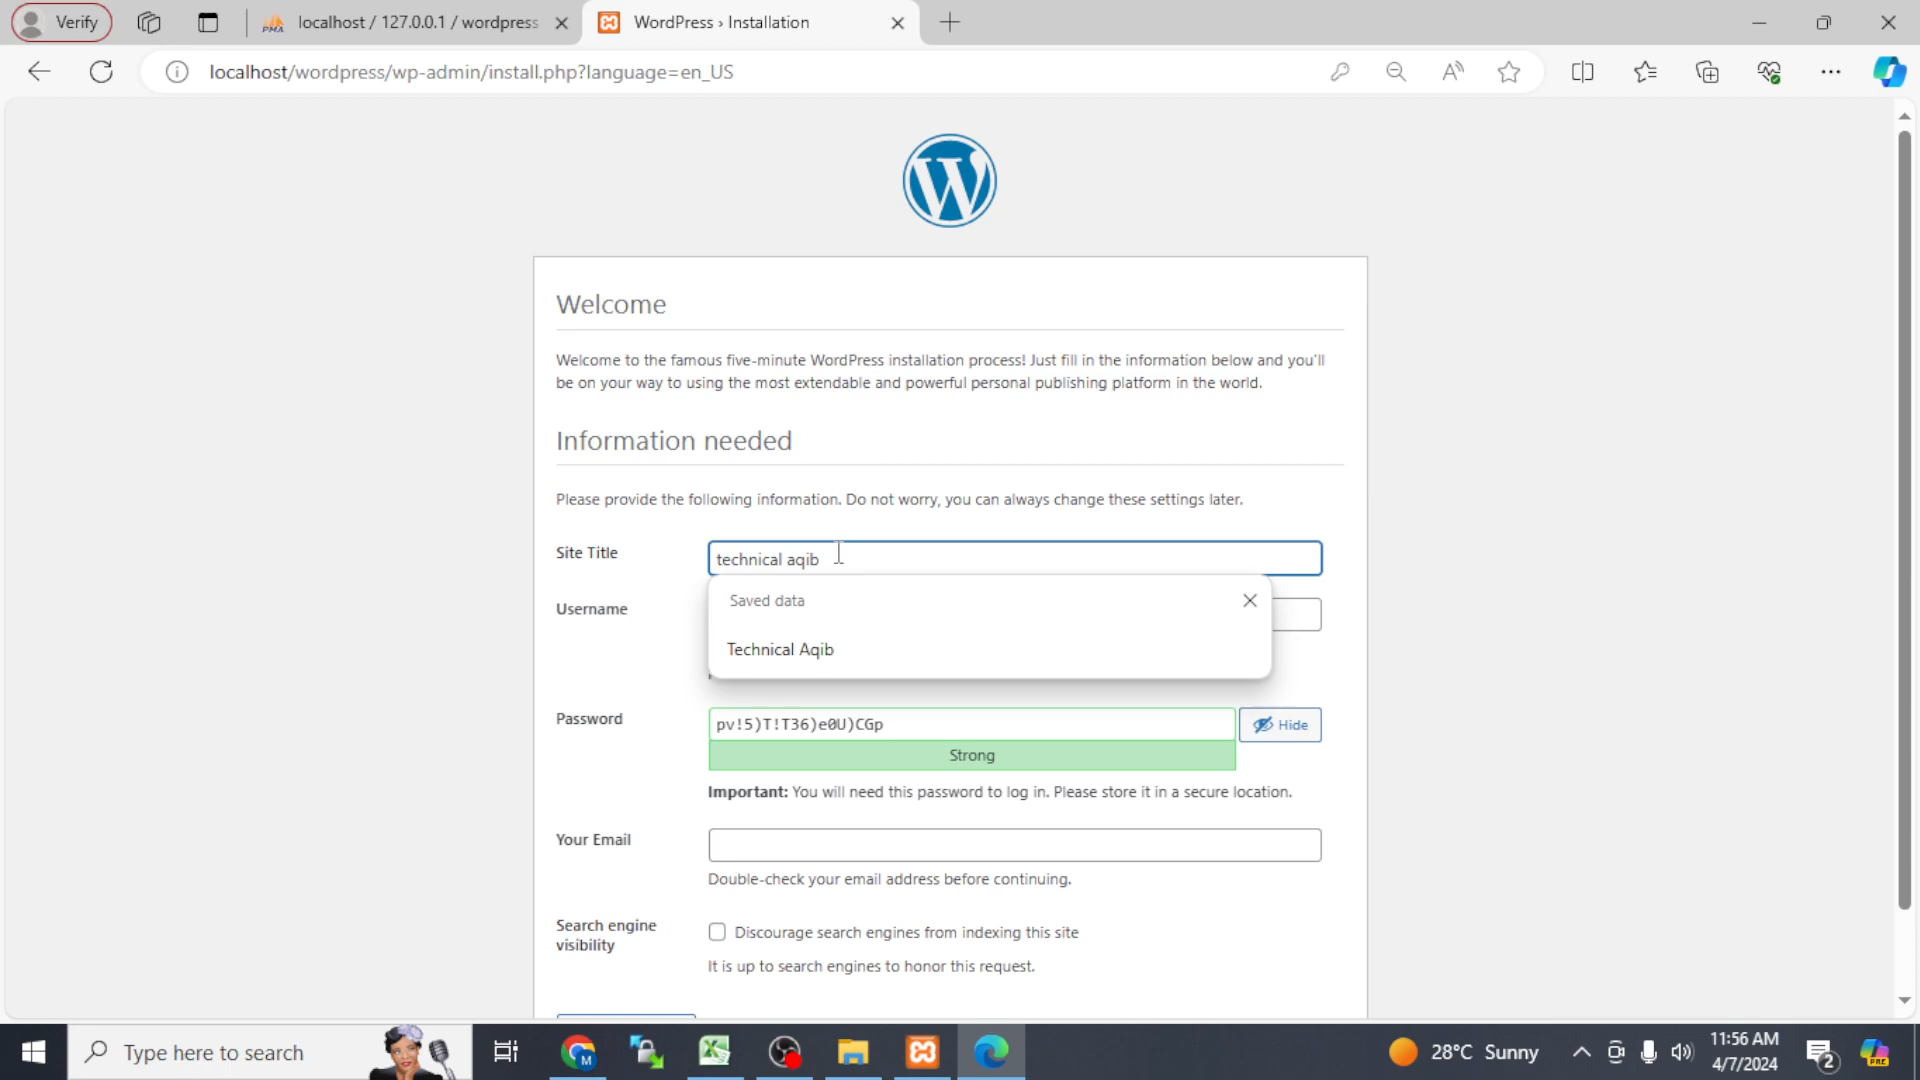 Verify
localhost / 127.0.0.1 / wordpress
WordPress › Installation
localhost/wordpress/wp-admin/install.php?language=en_US
Welcome
Welcome to the famous five-minute WordPress installation process! Just fill in the information below and you'll
be on your way to using the most extendable and powerful personal publishing platform in the world.
Information needed
Please provide the following information. Do not worry, you can always change these settings later.
Site Title
technical aqib
Saved data
Username
Technical Aqib
Password
pv!5)T!T36)e0U)CGp
Hide
Strong
Important: You will need this password to log in. Please store it in a secure location.
Your Email
Double-check your email address before continuing.
Search engine
visibility
Discourage search engines from indexing this site
It is up to search engines to honor this request.
Type here to search
28°C Sunny
11:56 AM
4/7/2024
2